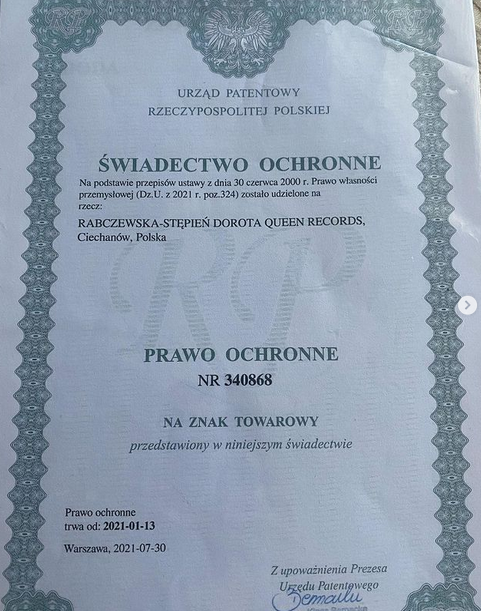 URZĄD PATENTOWY
RZECZYPOSPOLITEJ POLSKIEJ
ŚWIADECTWO OCHRONNE
Na podstawie przepisów ustawy z dnia 30 czerwca 2000 r. Prawo własności
przemysłowej (Dz.U. z 2021 r. poz.324) zostało udzielone na
rzecz:
RABCZEWSKA-STĘPIEŃ DOROTA QUEEN RECORDS,
Ciechanów, Polska
RP
PRAWO OCHRONNE
NR 340868
NA ZNAK TOWAROWY
przedstawiony w niniejszym świadectwie
Prawo ochronne
trwa od: 2021-01-13
Warszawa, 2021-07-30
Z upoważnienia Prezesa
Urzędu Patentowego